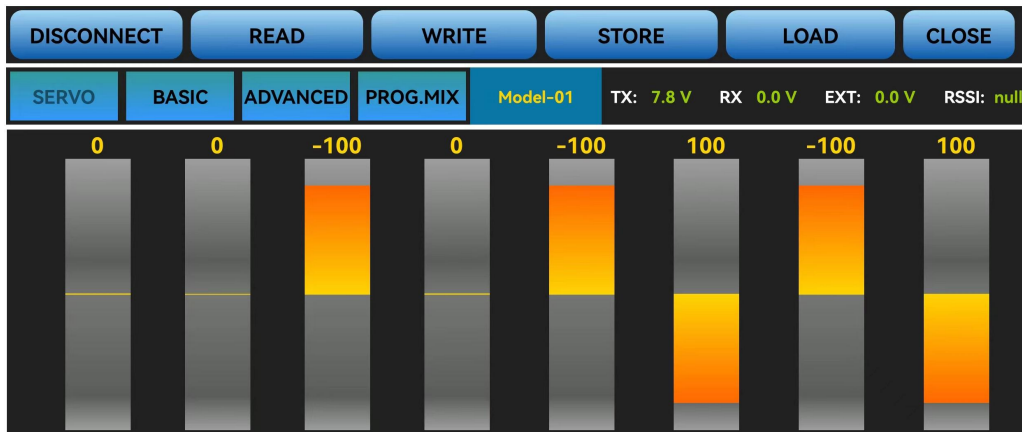 DISCONNECT READ WRITE STORE LOAD CLOSE
SERVO BASIC ADVANCED PROG.MIX Model-01 TX: 7.8 V RX 0.0 V EXT: 0.0 V RSSI: null
0 0 -100 0 -100 100 -100 100